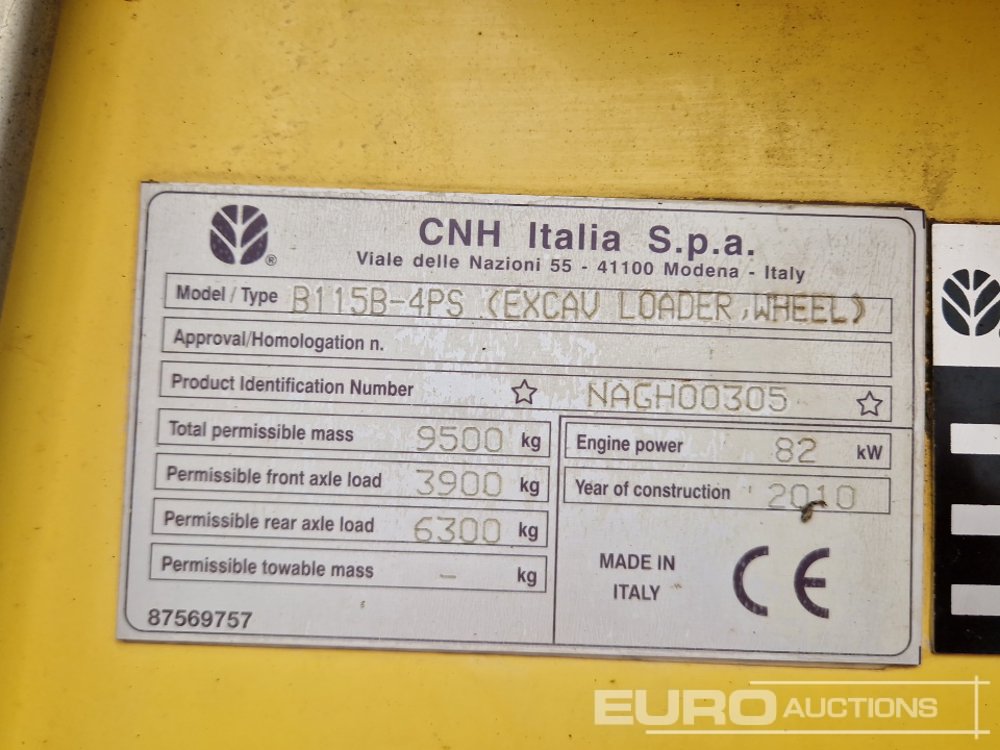 CNH Italia S.p.a.
Viale delle Nazioni 55 - 41100 Modena - Italy
Model / Type B115B-4PS (EXCAV LOADER,WHEEL)
Approval/Homologation n.
Product Identification Number ☆ NAGH00305 ☆
Total permissible mass 9500 kg
Permissible front axle load 3900 kg
Permissible rear axle load 6300 kg
Permissible towable mass - kg
87569757
Engine power 82 kW
Year of construction 2010
MADE IN
ITALY
CE
®
EURO AUCTIONS